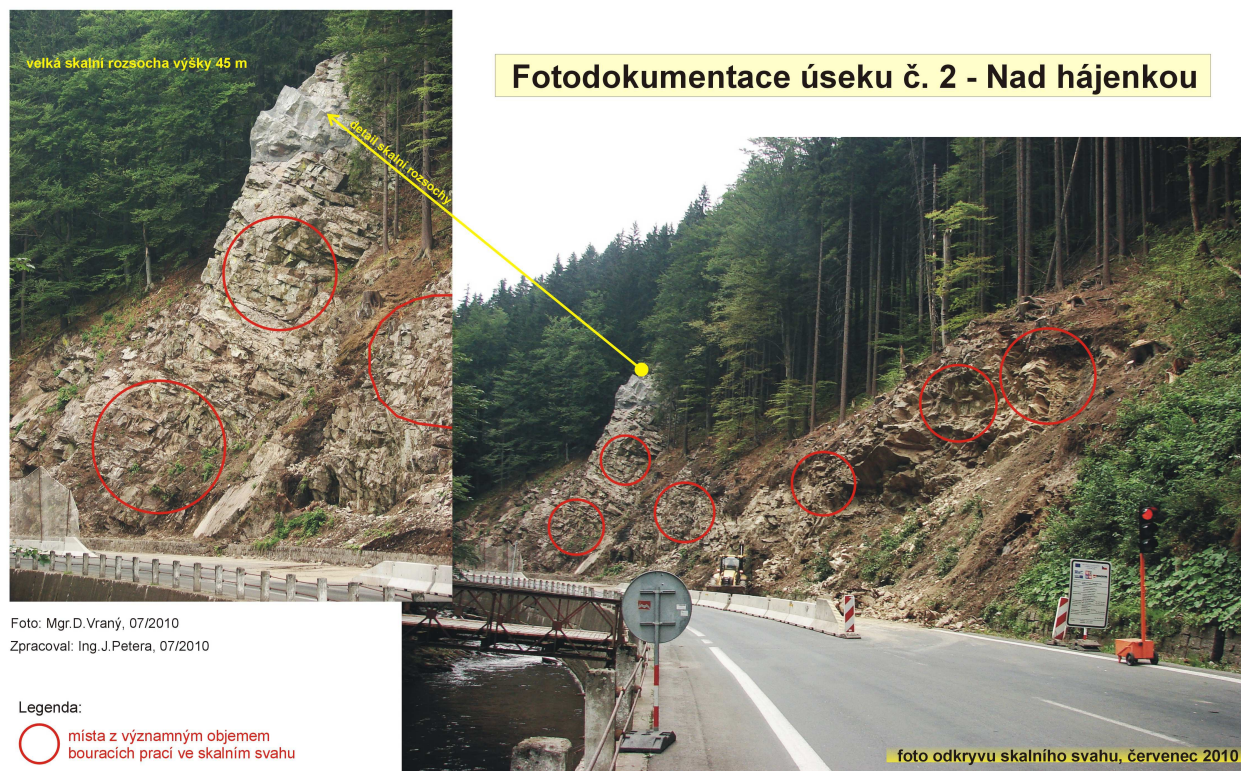 velká skalní rozsocha výšky 45 m
Fotodokumentace úseku č. 2 - Nad hájenkou
detail skalní rozsochy
Foto: Mgr.D.Vraný, 07/2010
Zpracoval: Ing.J.Petera, 07/2010
Legenda:
místa z významným objemem
bouracích prací ve skalním svahu
foto odkryvu skalního svahu, červenec 2010